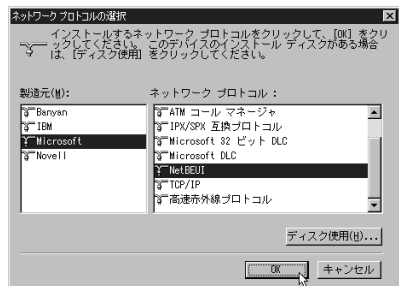 ネットワーク プロトコルの選択
インストールするネットワーク プロトコルをクリックして、[OK] をクリ
ックしてください。このデバイスのインストール ディスクがある場合
は、[ディスク使用] をクリックしてください。
製造元(M):
ネットワーク プロトコル :
Banyan
IBM
Microsoft
Novell
ATM コール マネージャ
IPX/SPX 互換プロトコル
Microsoft 32 ビット DLC
Microsoft DLC
NetBEUI
TCP/IP
高速赤外線プロトコル
ディスク使用(H)...
OK
キャンセル